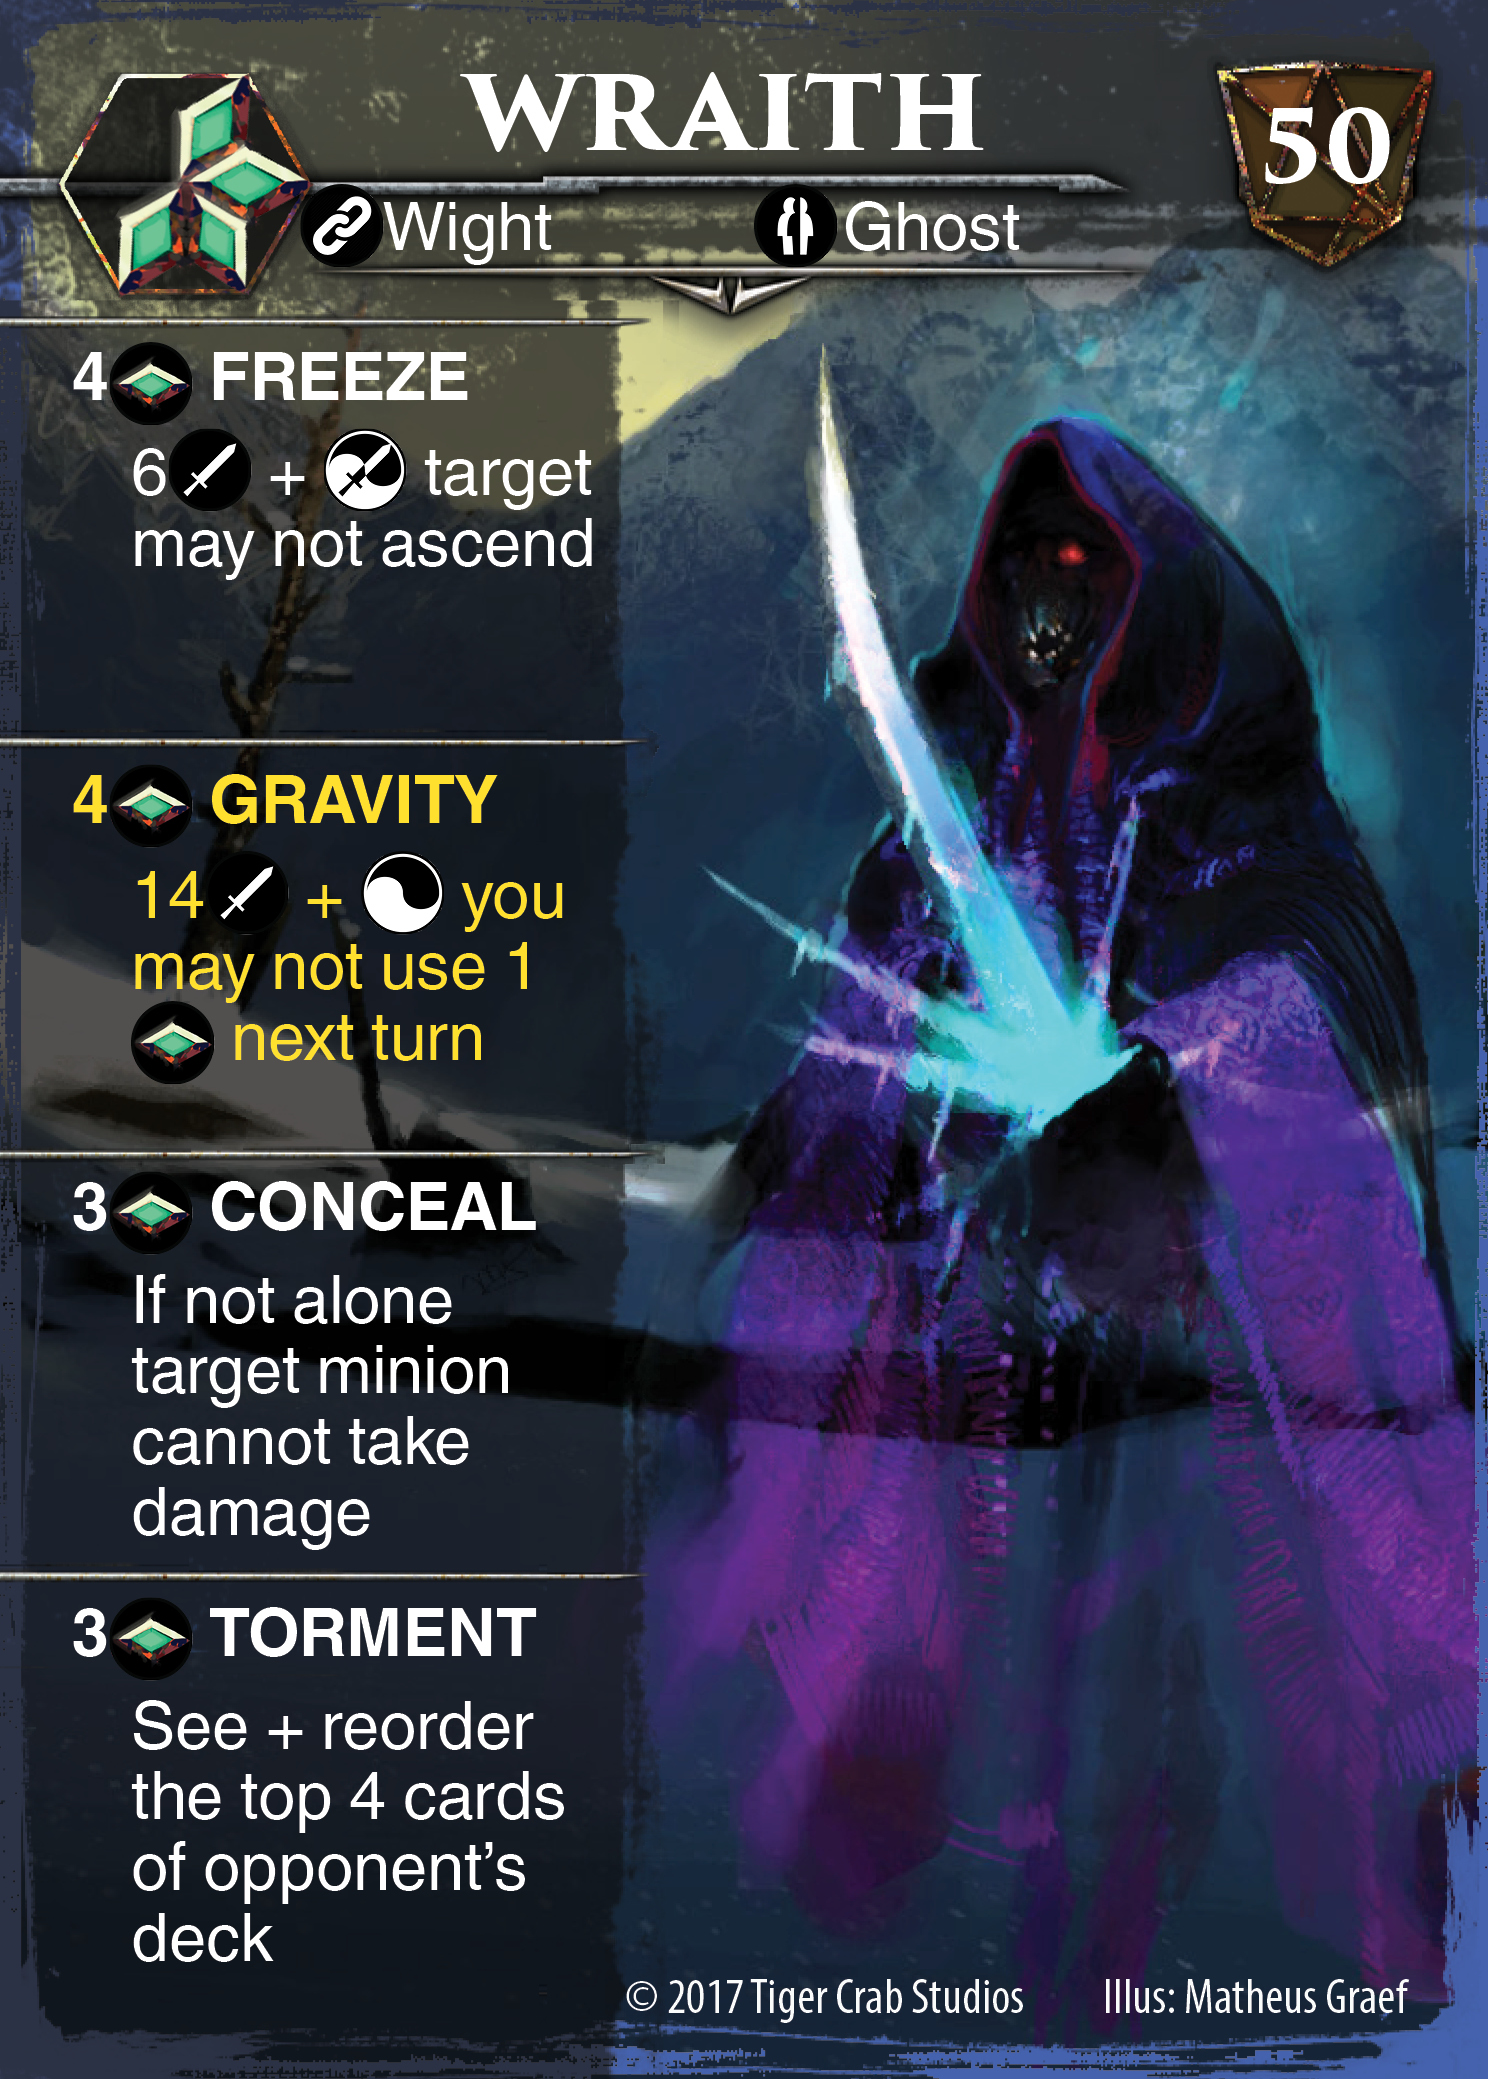 WRAITH
50
Wight Ghost
4 FREEZE
6 + target
may not ascend
4 GRAVITY
14 + you
may not use 1
next turn
3 CONCEAL
If not alone
target minion
cannot take
damage
3 TORMENT
See + reorder
the top 4 cards
of opponent’s
deck
© 2017 Tiger Crab Studios Illus: Matheus Graef